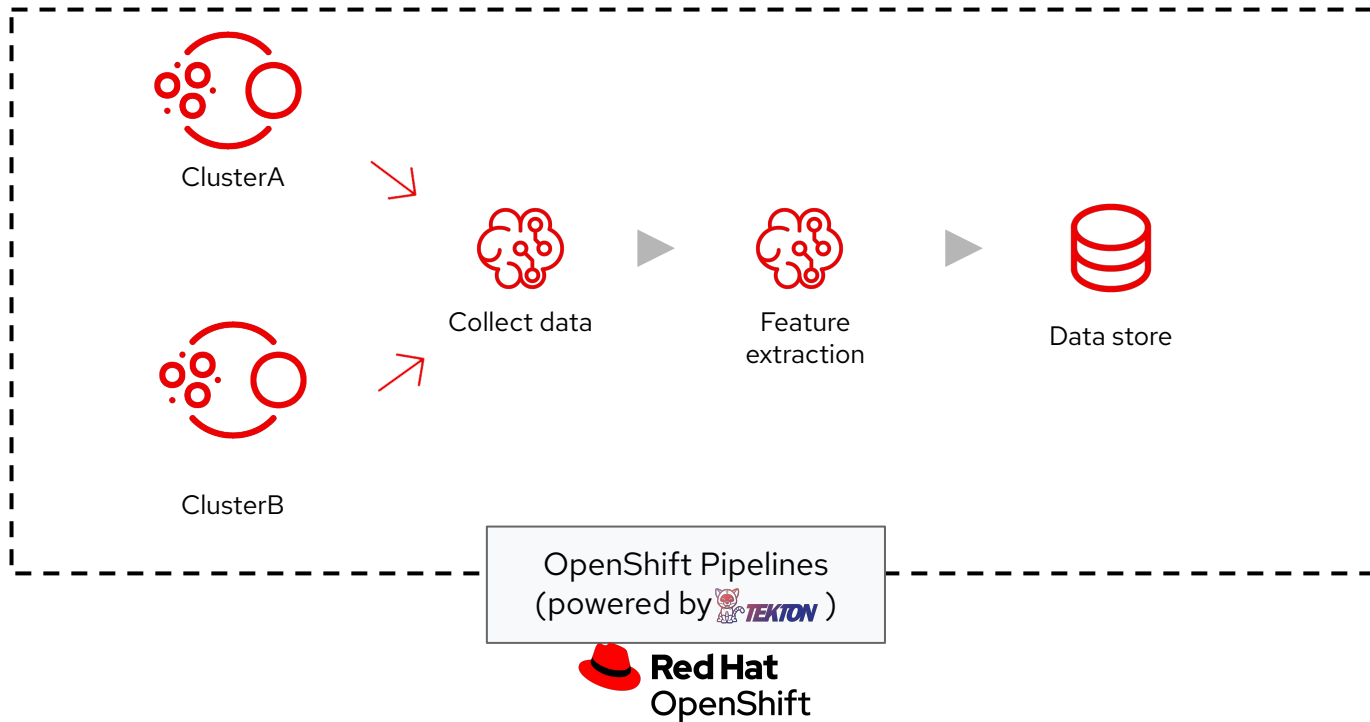 ClusterA
Collect data
Feature
extraction
Data store
ClusterB
OpenShift Pipelines
(powered by TEKTON )
Red Hat
OpenShift